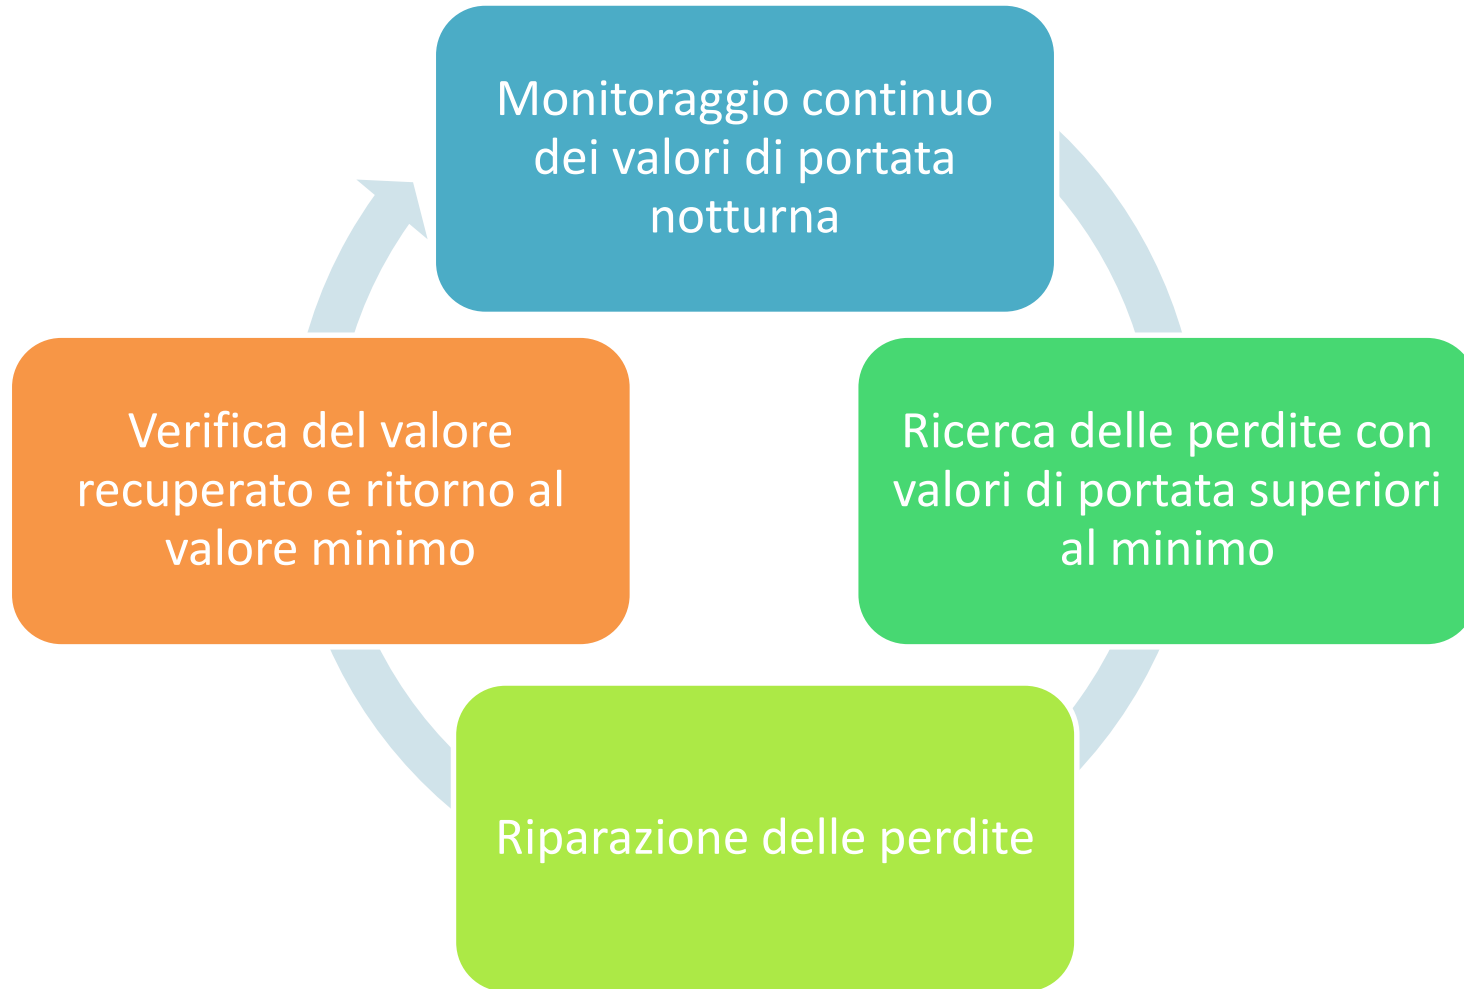 Monitoraggio continuo
dei valori di portata
notturna
Ricerca delle perdite con
valori di portata superiori
al minimo
Riparazione delle perdite
Verifica del valore
recuperato e ritorno al
valore minimo